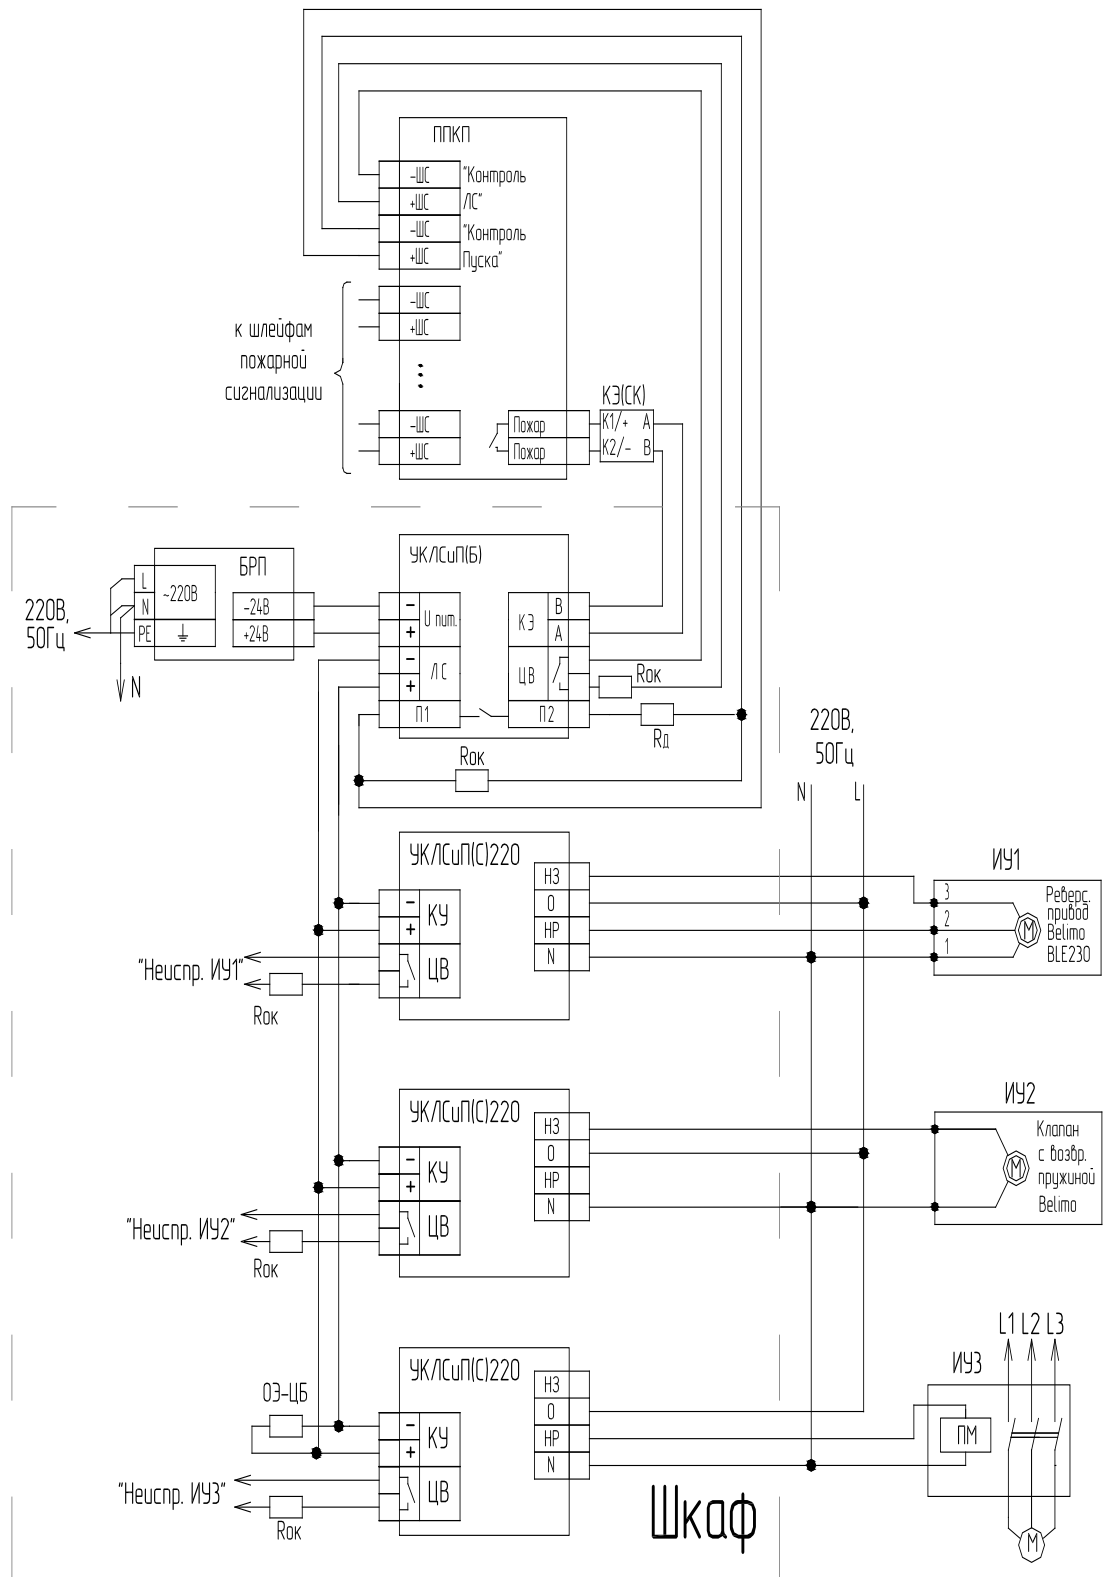 ППКП
-ШС "Контроль
+ШС ЛС"
-ШС "Контроль
+ШС Пуска"
-ШС
+ШС
к шлейфам
пожарной
сигнализации
-ШС
+ШС
Пожар
Пожар
КЭ(СК)
К1/+ А
К2/- В
220В,
50Гц
L
N
PE
~220В
БРП
-24В
+24В
N
УК/ЛСиП(Б)
- U пит.
+
- ЛС
+
П1
КЭ В
А
ЦВ
П2
Rок
Rд
Rок
220В,
50Гц
N L
УК/ЛСиП(С)220
- КУ
+
ЦВ
НЗ
О
НР
N
"Неиспр. ИУ1"
Rок
ИУ1
3
2
1
М
Реверс.
привод
Belimo
BLE230
УК/ЛСиП(С)220
- КУ
+
ЦВ
НЗ
О
НР
N
"Неиспр. ИУ2"
Rок
ИУ2
М
Клапан
с возвр.
пружиной
Belimo
УК/ЛСиП(С)220
ОЭ-ЦБ
- КУ
+
ЦВ
НЗ
О
НР
N
"Неиспр. ИУ3"
Rок
L1 L2 L3
ИУ3
ПМ
М
Шкаф